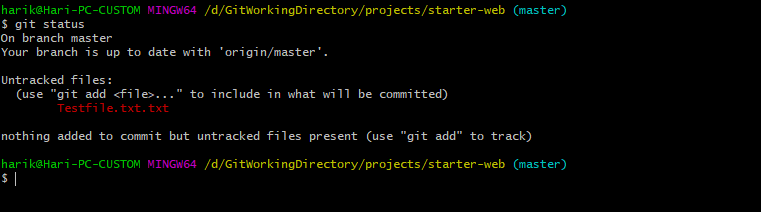 harik@Hari-PC-CUSTOM MINGW64 /d/GitWorkingDirectory/projects/starter-web (master)
$ git status
On branch master
Your branch is up to date with 'origin/master'.
Untracked files:
(use "git add <file>..." to include in what will be committed)
Testfile.txt.txt
nothing added to commit but untracked files present (use "git add" to track)
harik@Hari-PC-CUSTOM MINGW64 /d/GitWorkingDirectory/projects/starter-web (master)
$